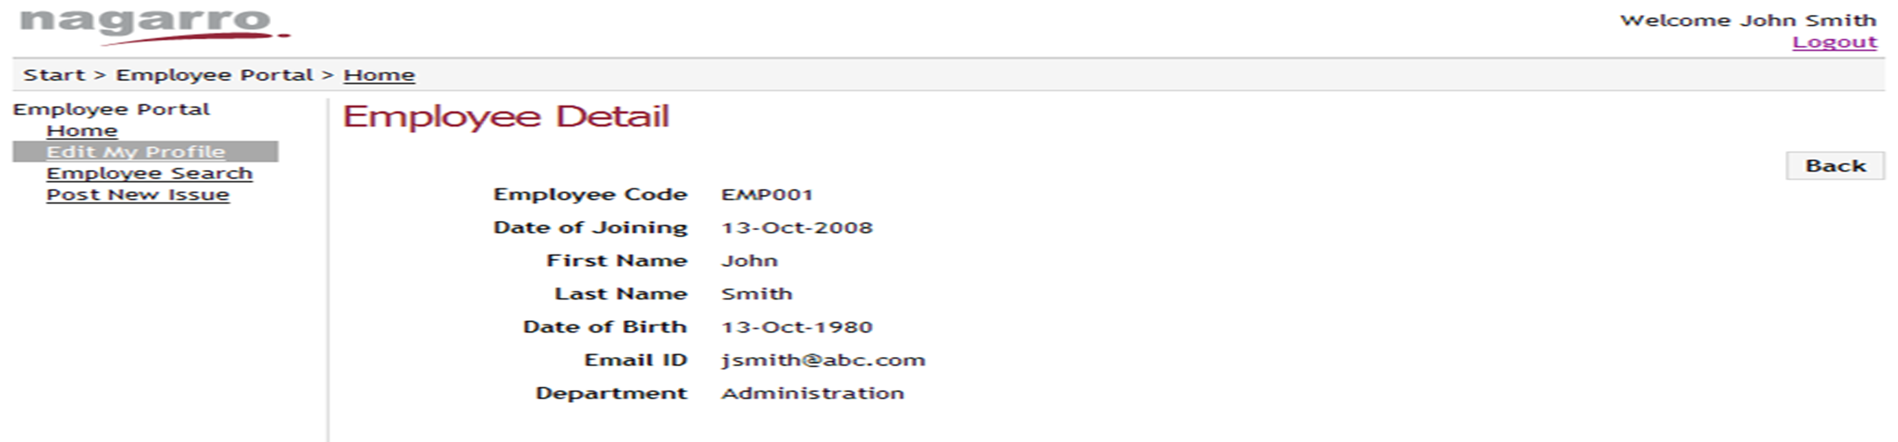 nagarro
Welcome John Smith
Logout
Start > Employee Portal > Home
Employee Portal
Home
Edit My Profile
Employee Search
Post New Issue
Employee Detail
Back
Employee Code EMP001
Date of Joining 13-Oct-2008
First Name John
Last Name Smith
Date of Birth 13-Oct-1980
Email ID jsmith@abc.com
Department Administration